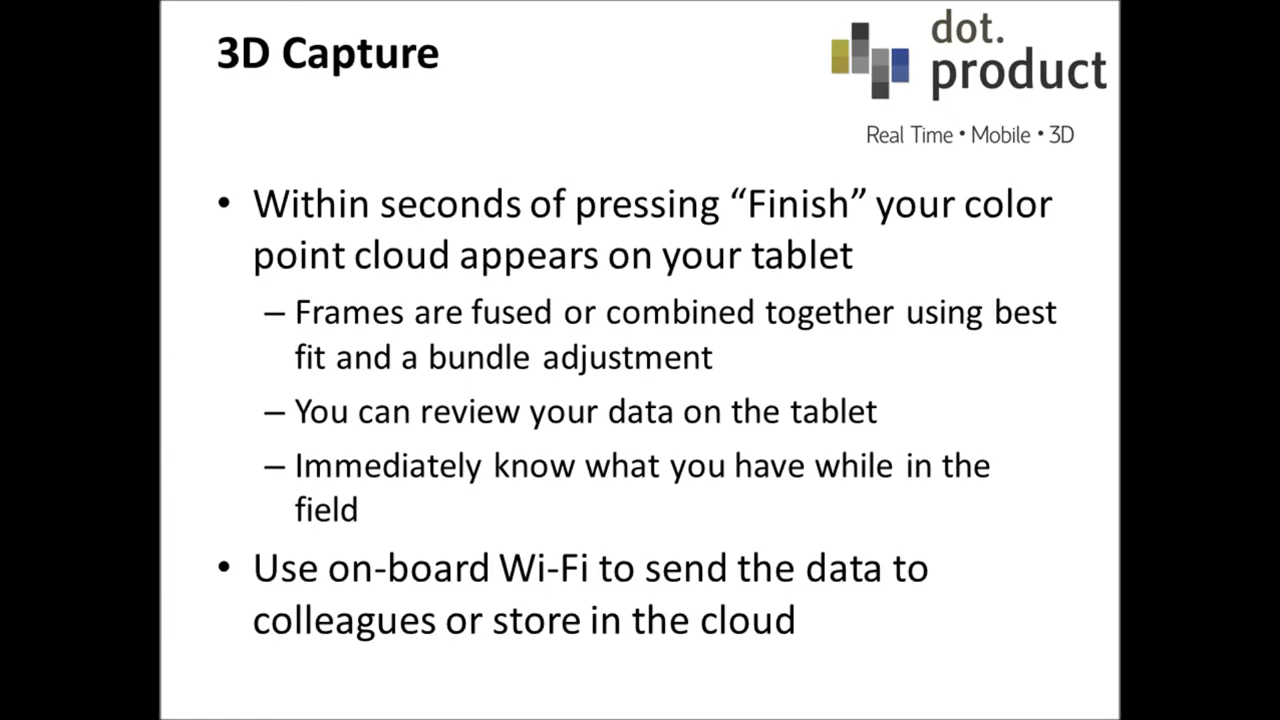 3D Capture
dot.
product
Real Time • Mobile • 3D
• Within seconds of pressing “Finish” your color
point cloud appears on your tablet
– Frames are fused or combined together using best
fit and a bundle adjustment
– You can review your data on the tablet
– Immediately know what you have while in the
field
• Use on-board Wi-Fi to send the data to
colleagues or store in the cloud